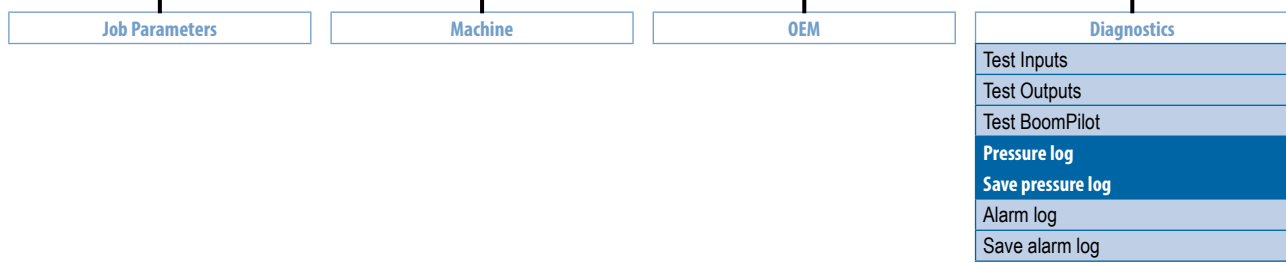 Job Parameters
Machine
OEM
Diagnostics
Test Inputs
Test Outputs
Test BoomPilot
Pressure log
Save pressure log
Alarm log
Save alarm log